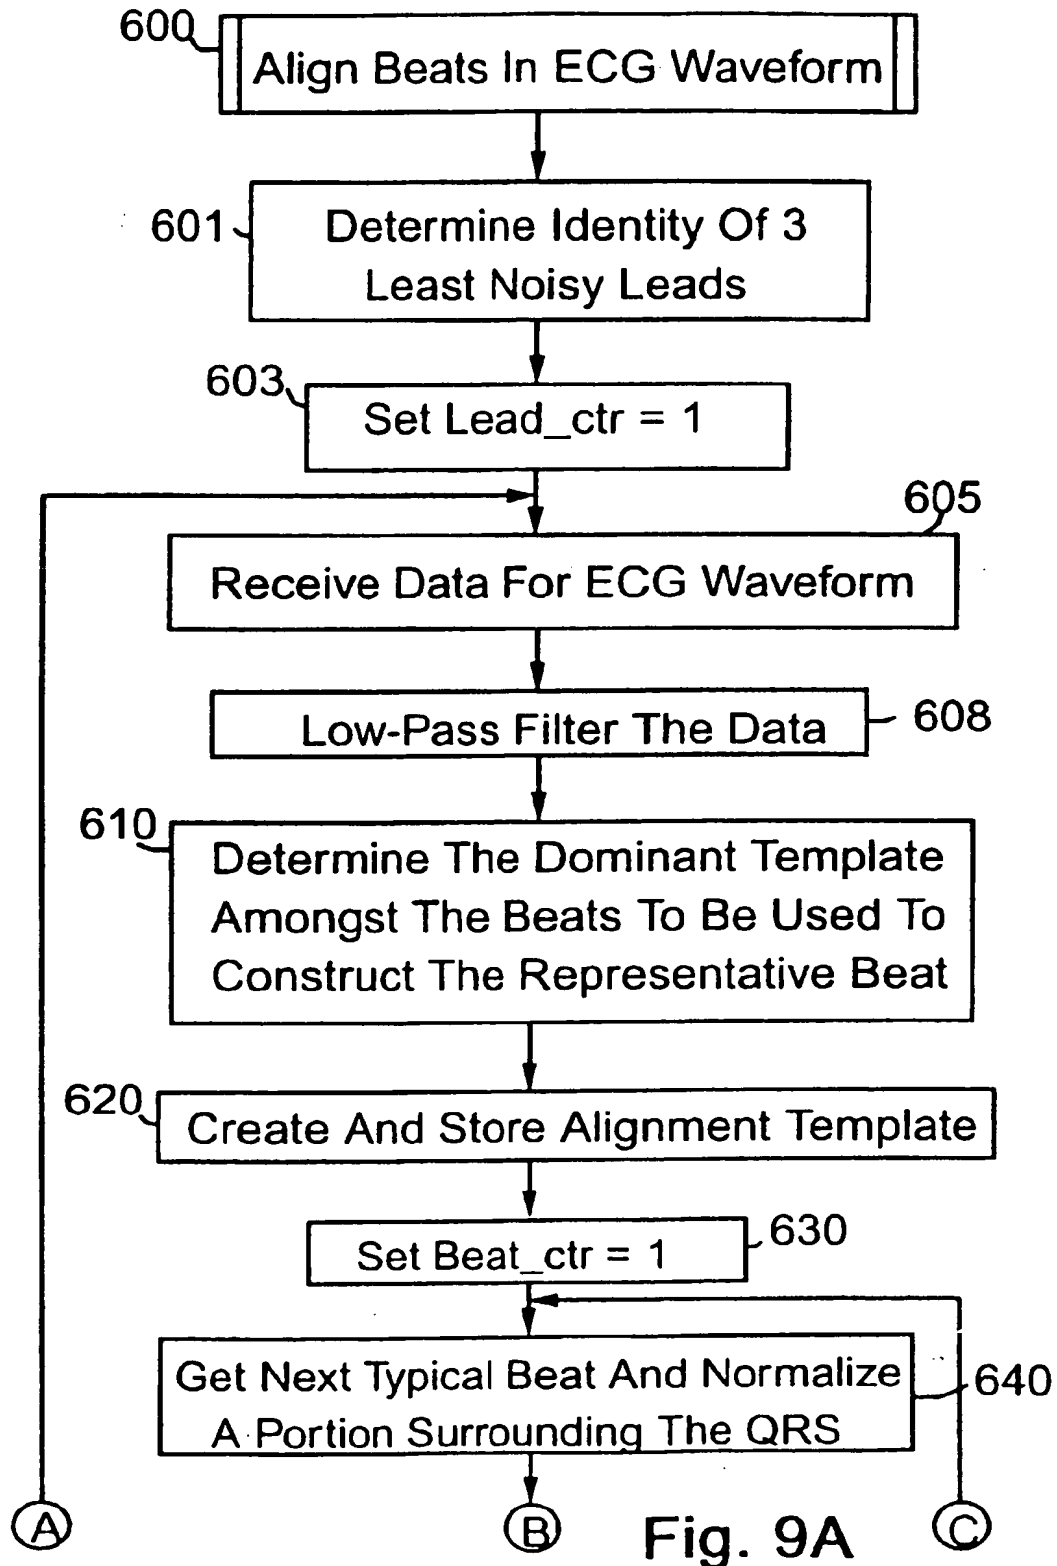 600
Align Beats In ECG Waveform
601
Determine Identity Of 3
Least Noisy Leads
603
Set Lead_ctr = 1
605
Receive Data For ECG Waveform
Low-Pass Filter The Data
608
610
Determine The Dominant Template
Amongst The Beats To Be Used To
Construct The Representative Beat
620
Create And Store Alignment Template
Set Beat_ctr = 1
630
Get Next Typical Beat And Normalize
A Portion Surrounding The QRS
640
A
B
Fig. 9A
C